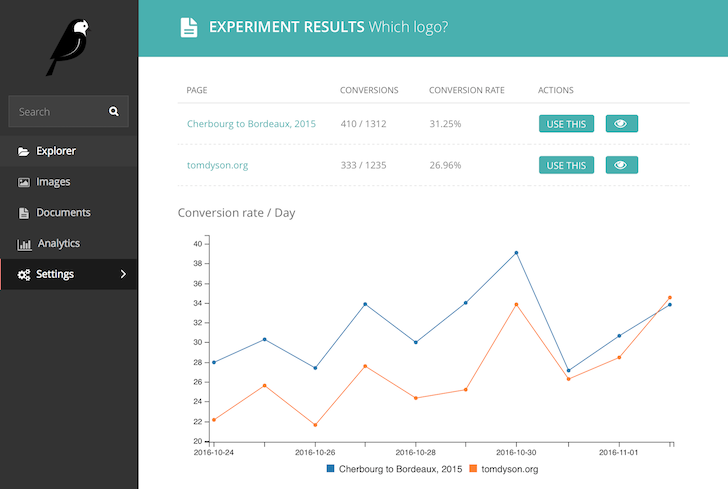 EXPERIMENT RESULTS Which logo?
Search
Explorer
Images
Documents
Analytics
Settings
PAGE CONVERSIONS CONVERSION RATE ACTIONS
Cherbourg to Bordeaux, 2015 410 / 1312 31.25% USE THIS
tomdyson.org 333 / 1235 26.96% USE THIS
Conversion rate / Day
40
38
36
34
32
30
28
26
24
22
20
2016-10-24 2016-10-26 2016-10-28 2016-10-30 2016-11-01
Cherbourg to Bordeaux, 2015 tomdyson.org